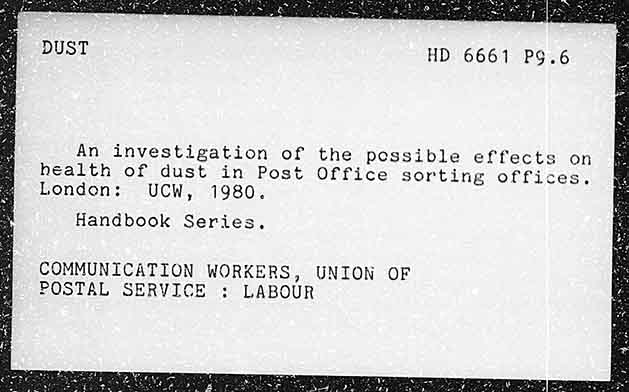 DUST
HD 6661 P9.6
An investigation of the possible effects on
health of dust in Post Office sorting offices.
London: UCW, 1980.
Handbook Series.
COMMUNICATION WORKERS, UNION OF
POSTAL SERVICE : LABOUR